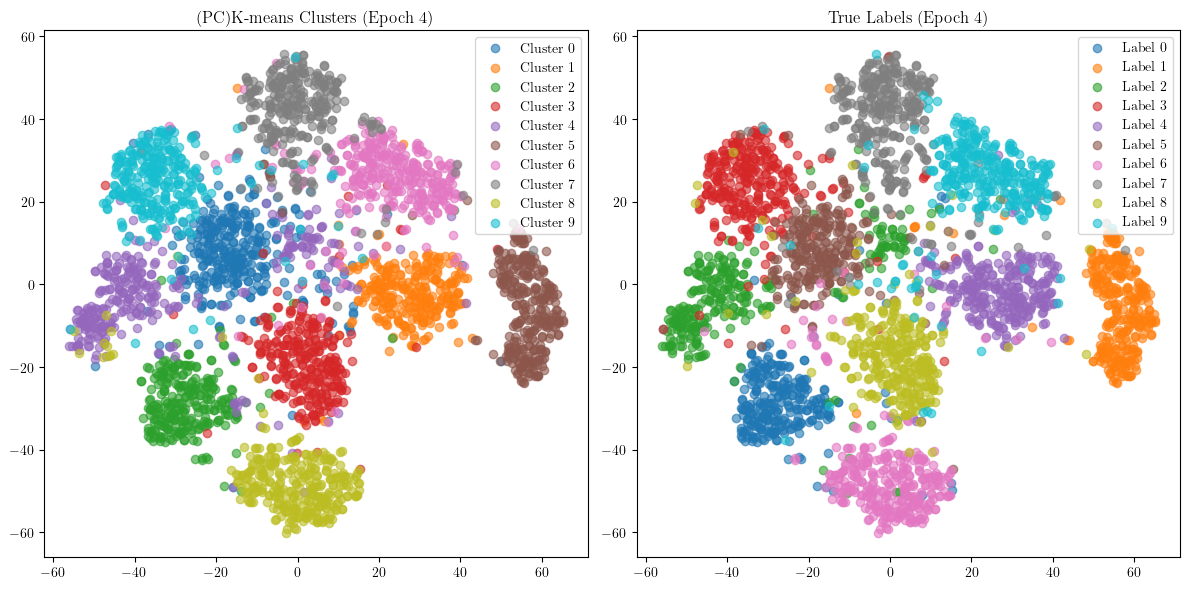 (PC)K-means Clusters (Epoch 4)
60
40
20
0
−20
−40
−60
−60
−40
−20
0
20
40
60
Cluster 0
Cluster 1
Cluster 2
Cluster 3
Cluster 4
Cluster 5
Cluster 6
Cluster 7
Cluster 8
Cluster 9
True Labels (Epoch 4)
60
40
20
0
−20
−40
−60
−60
−40
−20
0
20
40
60
Label 0
Label 1
Label 2
Label 3
Label 4
Label 5
Label 6
Label 7
Label 8
Label 9